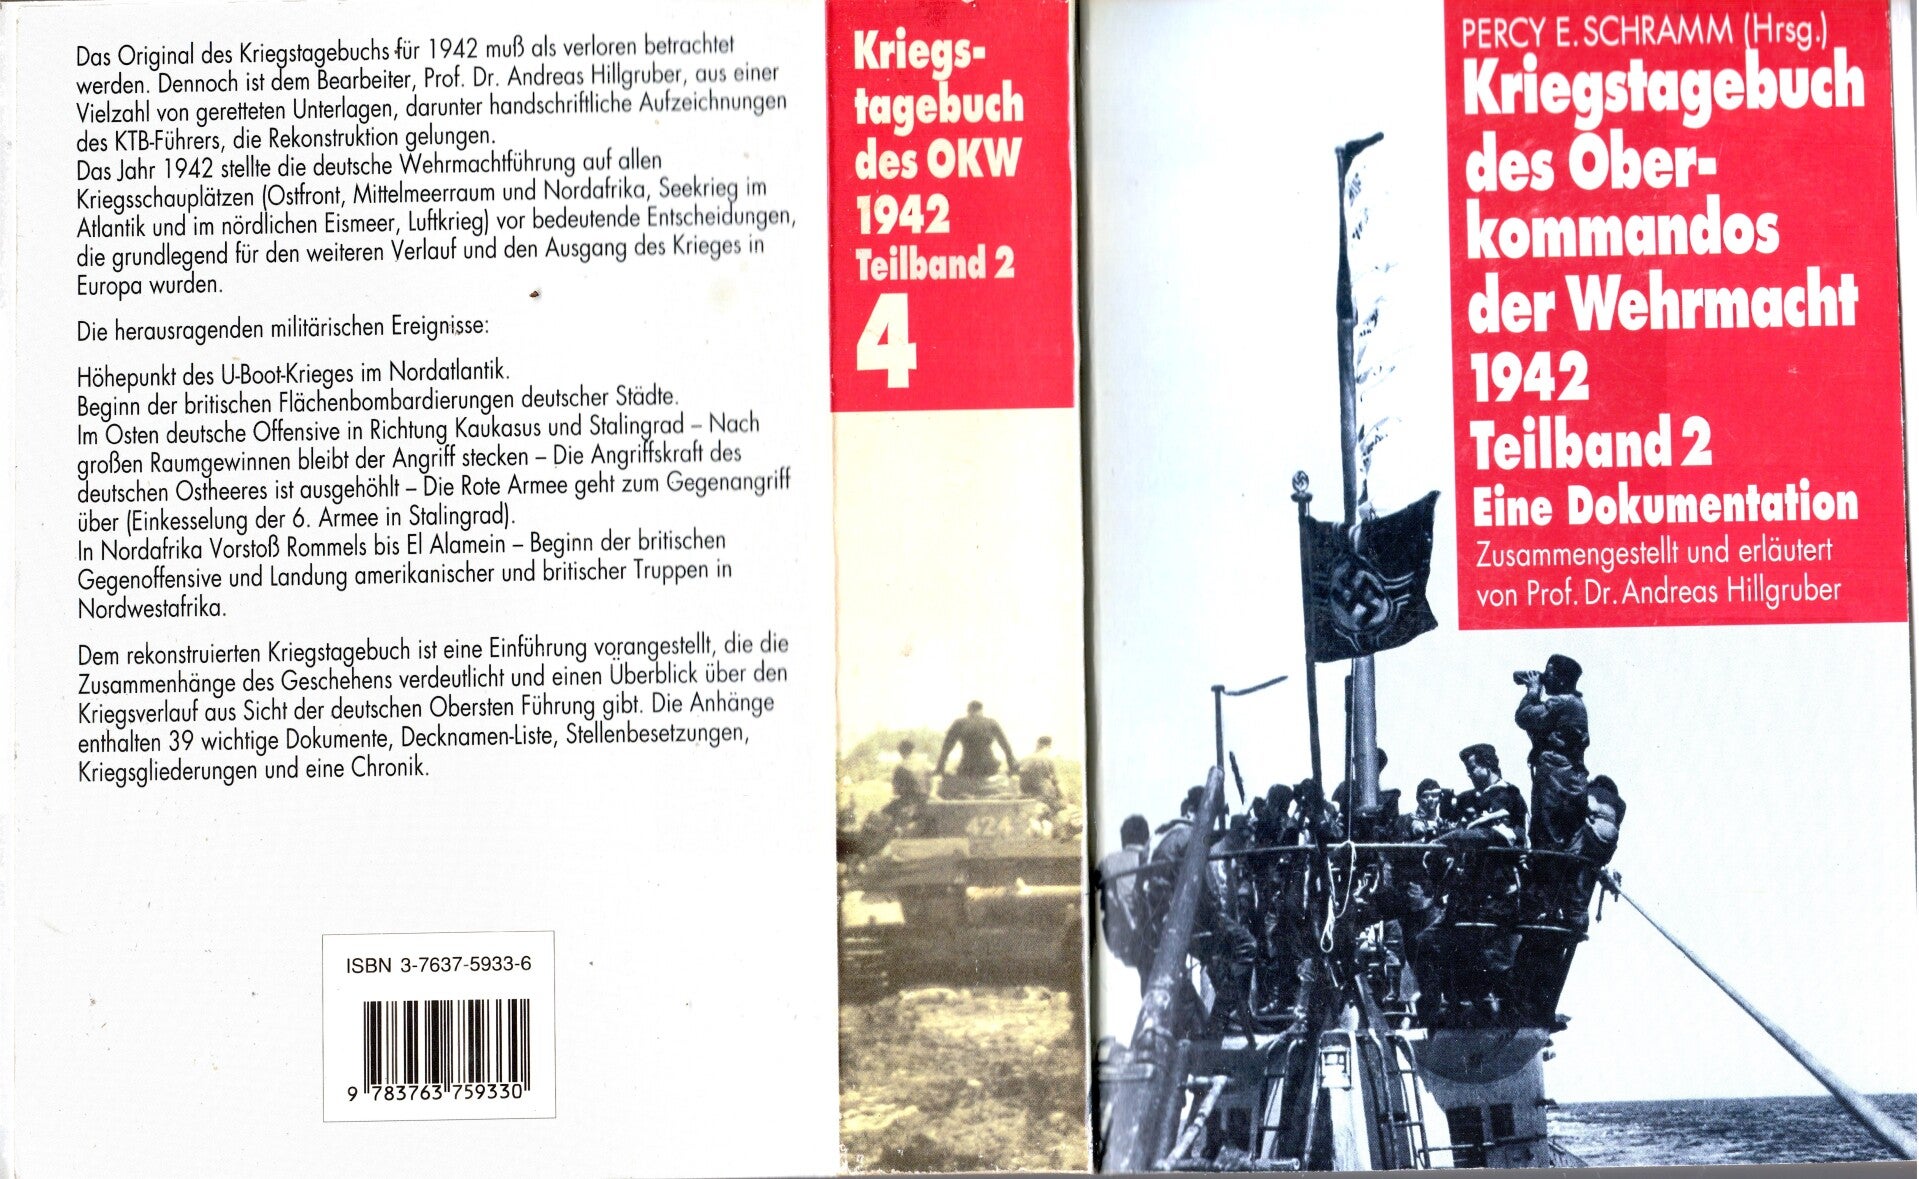 Das Original des Kriegstagebuchs für 1942 muß als verloren betrachtet
werden. Dennoch ist dem Bearbeiter, Prof. Dr. Andreas Hillgruber, aus einer
Vielzahl von geretteten Unterlagen, darunter handschriftliche Aufzeichnungen
des KTB-Führers, die Rekonstruktion gelungen.
Das Jahr 1942 stellte die deutsche Wehrmachtführung auf allen
Kriegsschauplätzen (Ostfront, Mittelmeerraum und Nordafrika, Seekrieg im
Atlantik und im nördlichen Eismeer, Luftkrieg) vor bedeutende Entscheidungen,
die grundlegend für den weiteren Verlauf und den Ausgang des Krieges in
Europa wurden.
Die herausragenden militärischen Ereignisse:
Höhepunkt des U-Boot-Krieges im Nordatlantik.
Beginn der britischen Flächenbombardierungen deutscher Städte.
Im Osten deutsche Offensive in Richtung Kaukasus und Stalingrad – Nach
großen Raumgewinnen bleibt der Angriff stecken – Die Angriffskraft des
deutschen Ostheeres ist ausgehöhlt – Die Rote Armee geht zum Gegenangriff
über (Einkesselung der 6. Armee in Stalingrad).
In Nordafrika Vorstoß Rommels bis El Alamein – Beginn der britischen
Gegenoffensive und Landung amerikanischer und britischer Truppen in
Nordwestafrika.
Dem rekonstruierten Kriegstagebuch ist eine Einführung vorangestellt, die die
Zusammenhänge des Geschehens verdeutlicht und einen Überblick über den
Kriegsverlauf aus Sicht der deutschen Obersten Führung gibt. Die Anhänge
enthalten 39 wichtige Dokumente, Decknamen-Liste, Stellenbesetzungen,
Kriegsgliederungen und eine Chronik.
ISBN 3-7637-5933-6
9 783763 759330
Kriegs-
tagebuch
des OKW
1942
Teilband 2
4
424
PERCY E. SCHRAMM (Hrsg.)
Kriegstagebuch
des Ober-
kommandos
der Wehrmacht
1942
Teilband 2
Eine Dokumentation
Zusammengestellt und erläutert
von Prof. Dr. Andreas Hillgruber